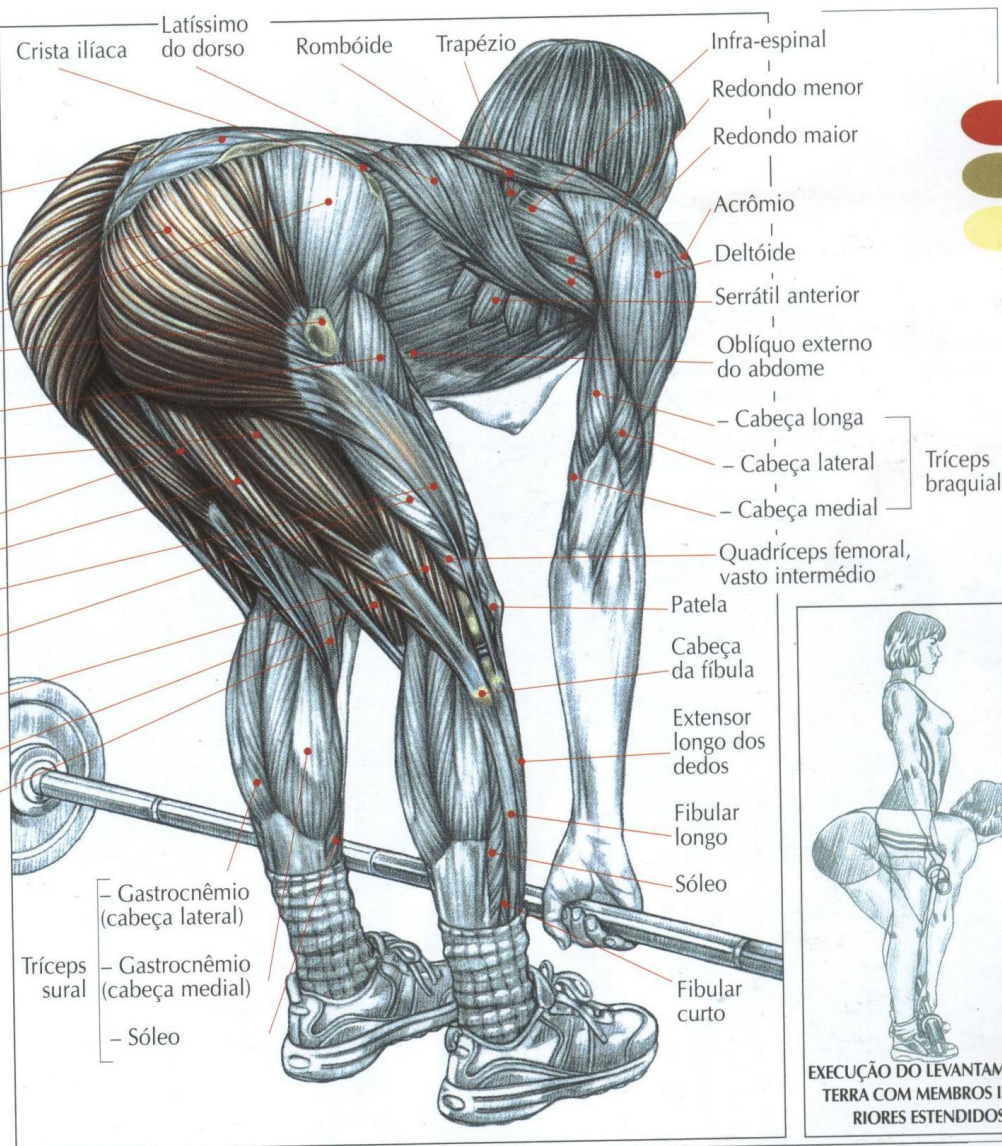 Crista ilíaca
Latíssimo
do dorso
Rombóide
Trapézio
Infra-espinal
Redondo menor
Redondo maior
Acrômio
Deltóide
Serrátil anterior
Oblíquo externo
do abdome
– Cabeça longa
– Cabeça lateral
– Cabeça medial
Tríceps
braquial
Quadríceps femoral,
vasto intermédio
Patela
Cabeça
da fíbula
Extensor
longo dos
dedos
Fibular
longo
Sóleo
Fibular
curto
Tríceps
sural
– Gastrocnêmio
(cabeça lateral)
– Gastrocnêmio
(cabeça medial)
– Sóleo
EXECUÇÃO DO LEVANTAM
TERRA COM MEMBROS I
RIORES ESTENDIDOS